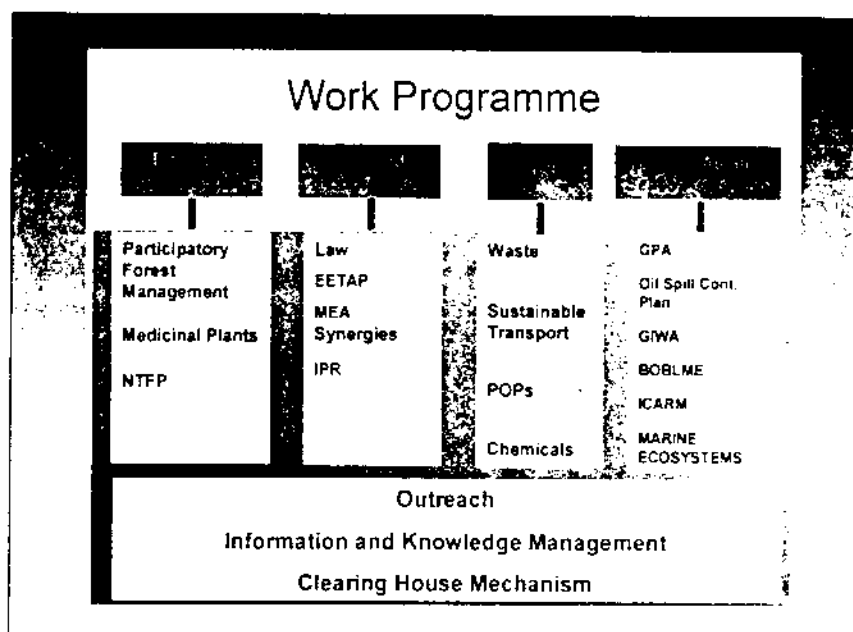 Work Programme
Participatory
Forest
Management
Medicinal Plants
NTFP
Law
EETAP
MEA
Synergies
IPR
Waste
Sustainable
Transport
POPs
Chemicals
GPA
Oil Spill Cont.
Plan
GIWA
BOBLME
ICARM
MARINE
ECOSYSTEMS
Outreach
Information and Knowledge Management
Clearing House Mechanism